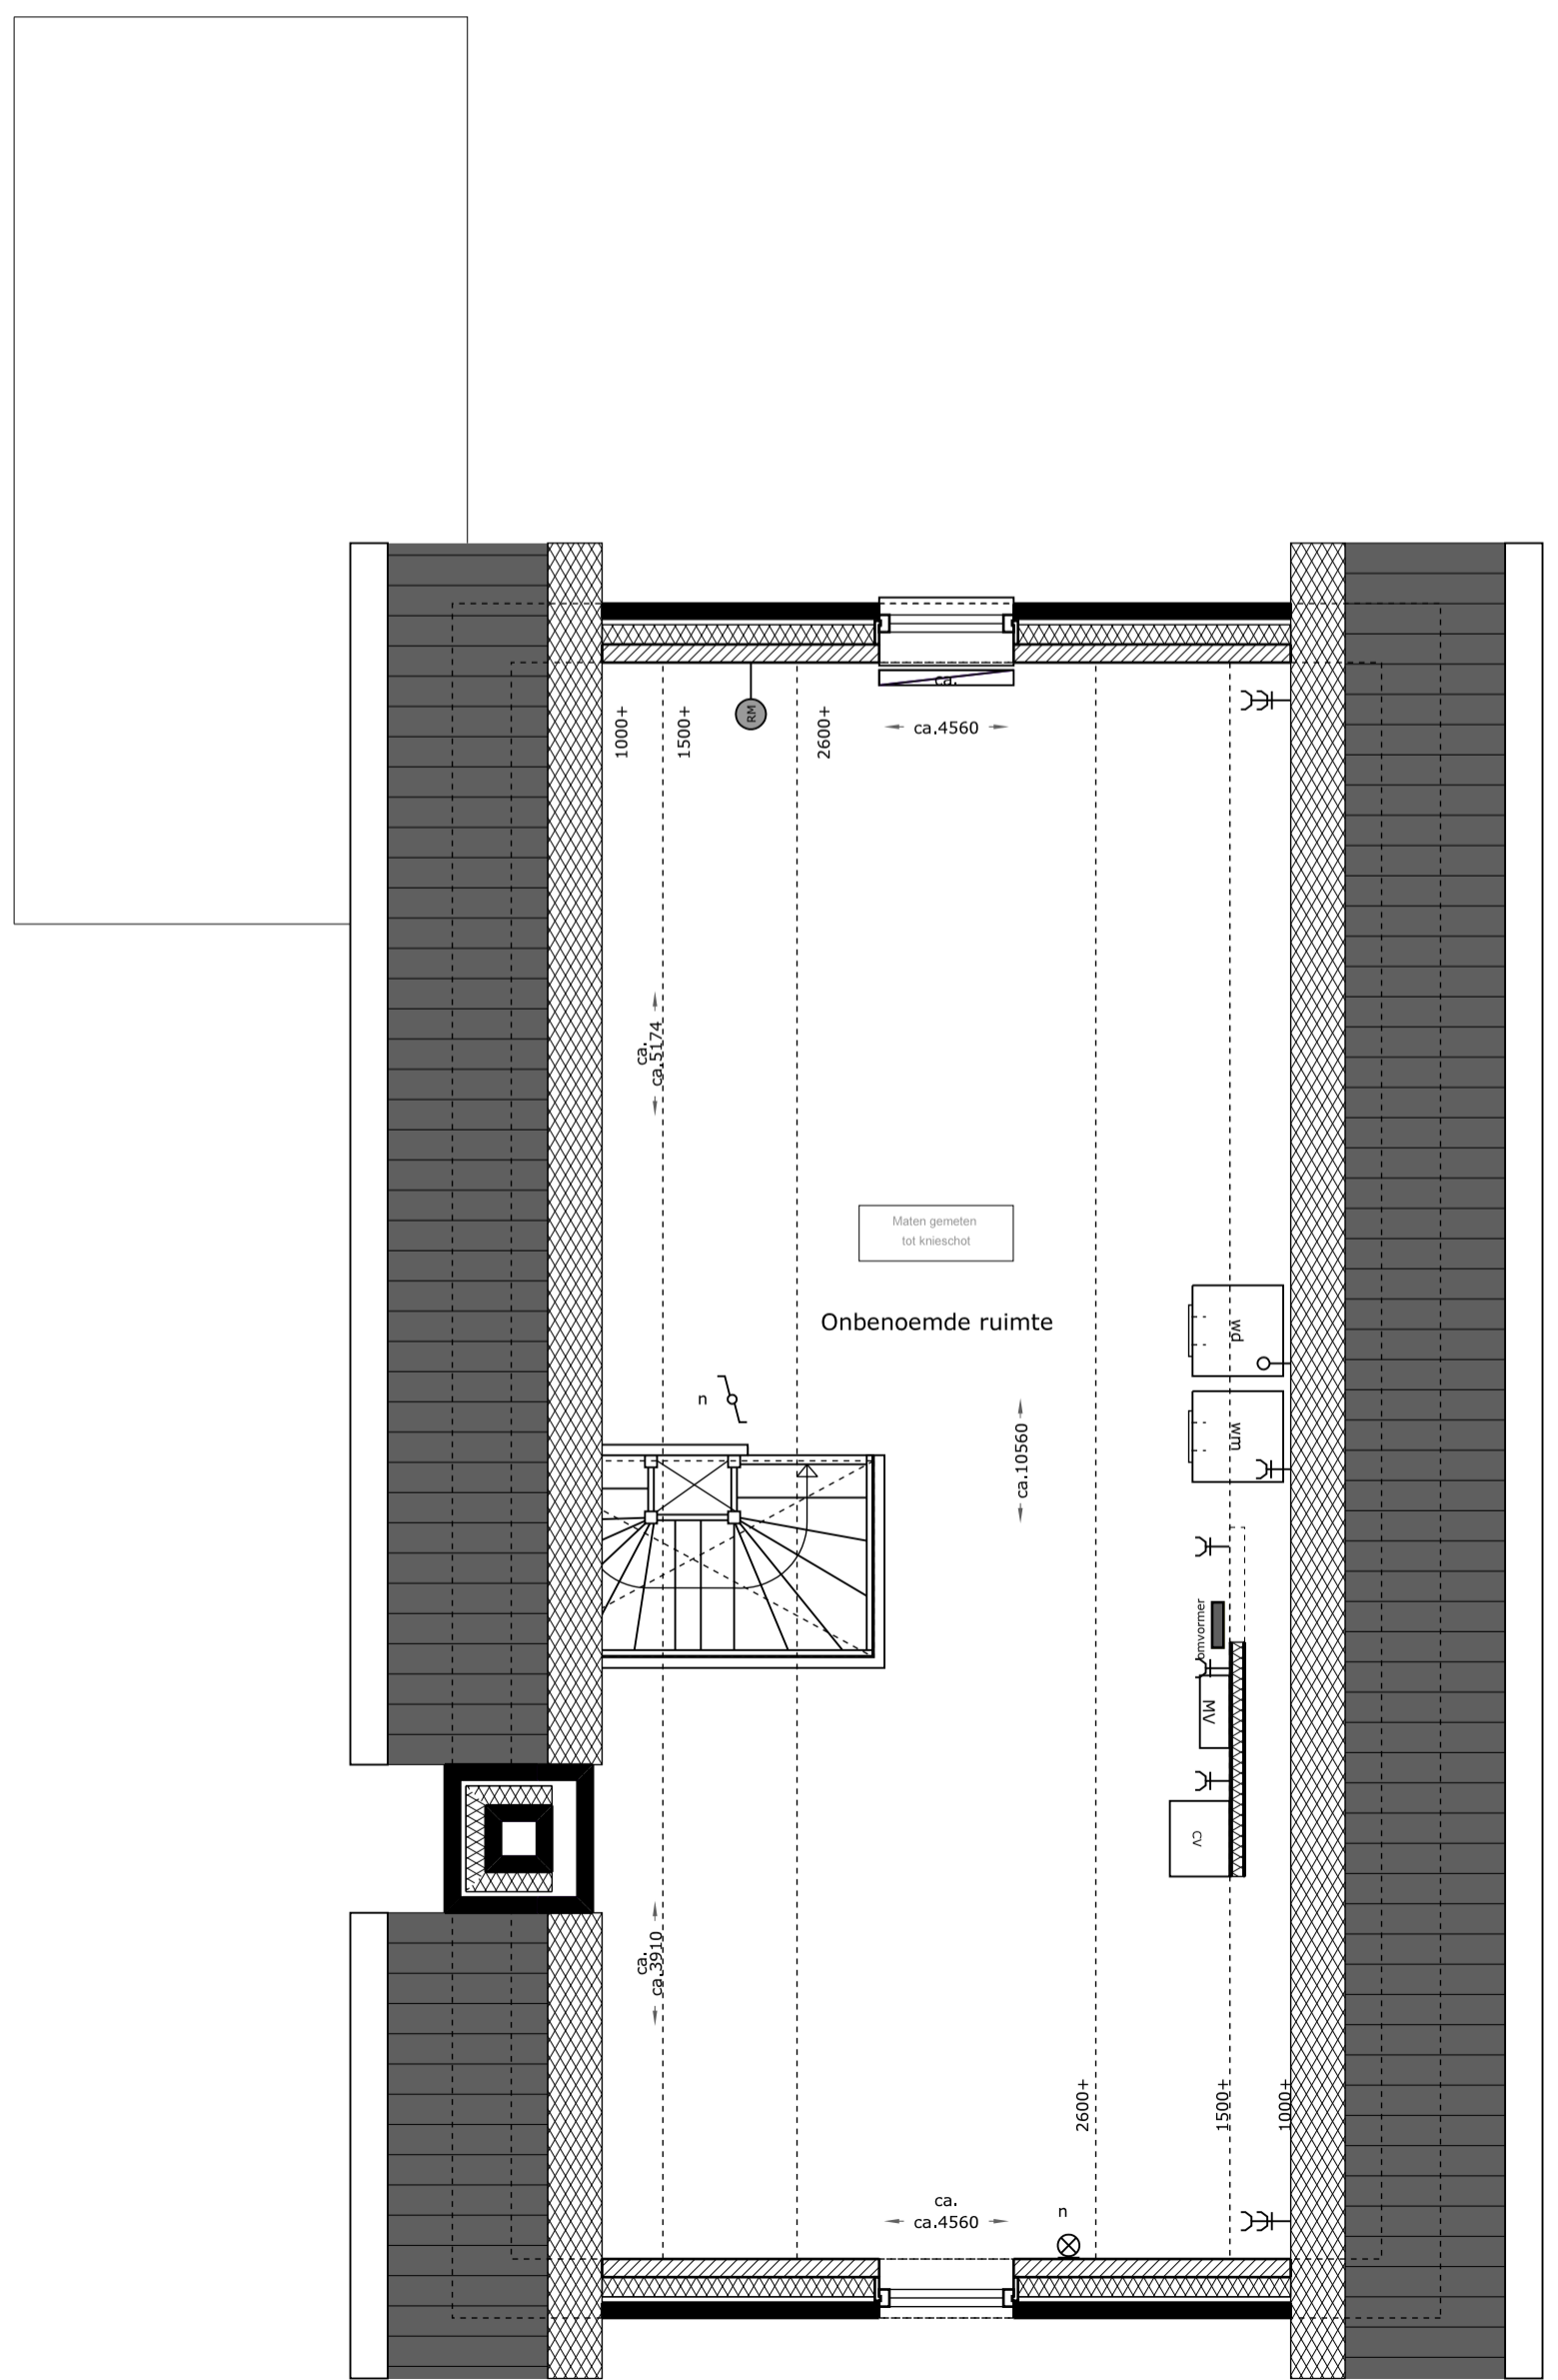 ca.
RM
1000+
1500+
2600+
ca.4560
ca.
ca.5174
Maten gemeten
tot knieschot
Onbenoemde ruimte
wd
n
wm
ca.10560
omvormer
MV
CV
ca.
ca.3910
2600+
1500+
1000+
ca.
ca.4560
n